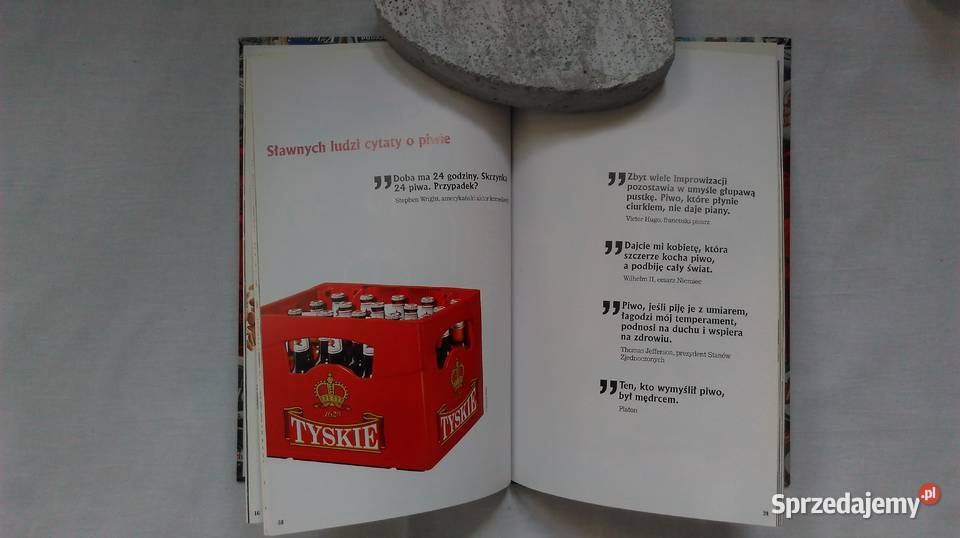 Sławnych ludzi cytaty o piwie
Doba ma 24 godziny. Skrzynka
24 piwa. Przypadek?
Stephen Wright, amerykański aktor komediowy
1629
TYSKIE
TYSKIE
16
38
”Zbyt wiele improwizacji
pozostawia w umyśle głupawą
pustkę. Piwo, które płynie
ciurkiem, nie daje piany.
Victor Hugo, francuski pisarz
”Dajcie mi kobietę, która
szczerze kocha piwo,
a podbiję cały świat.
Wilhelm II, cesarz Niemiec
”Piwo, jeśli piję je z umiarem,
łagodzi mój temperament,
podnosi na duchu i wspiera
na zdrowiu.
Thomas Jefferson, prezydent Stanów
Zjednoczonych
”Ten, kto wymyślił piwo,
był mędrcem.
Platon
39
Sprzedajemy.pl